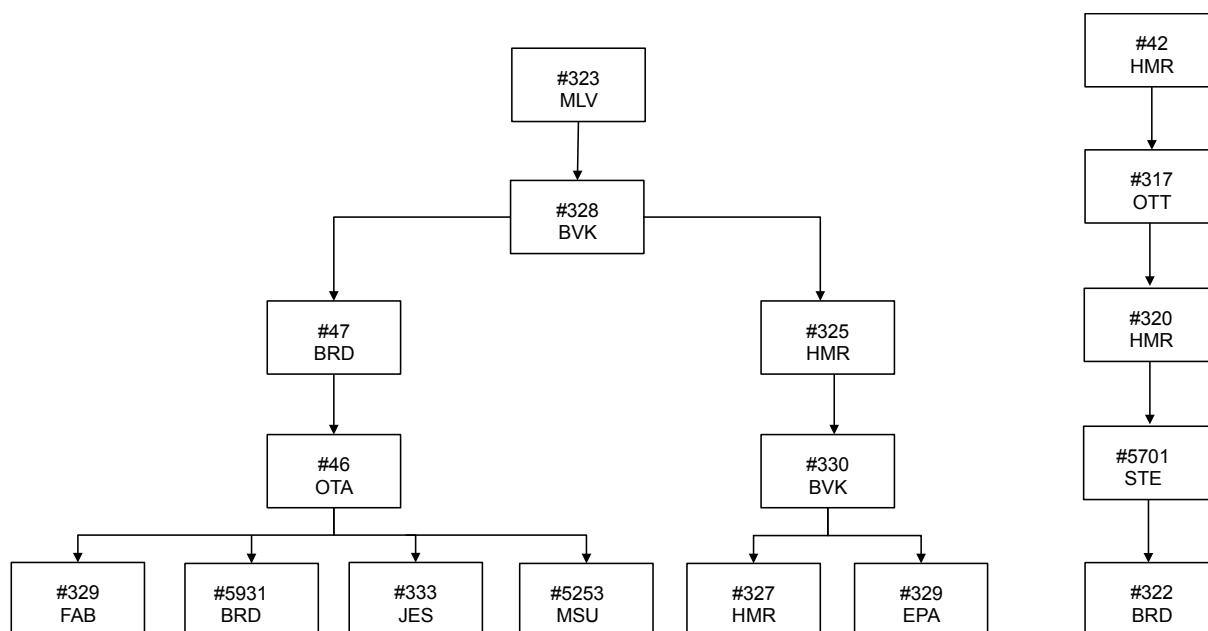 #323
MLV
#328
BVK
#47
BRD
#325
HMR
#46
OTA
#330
BVK
#329
FAB
#5931
BRD
#333
JES
#5253
MSU
#327
HMR
#329
EPA
#42
HMR
#317
OTT
#320
HMR
#5701
STE
#322
BRD